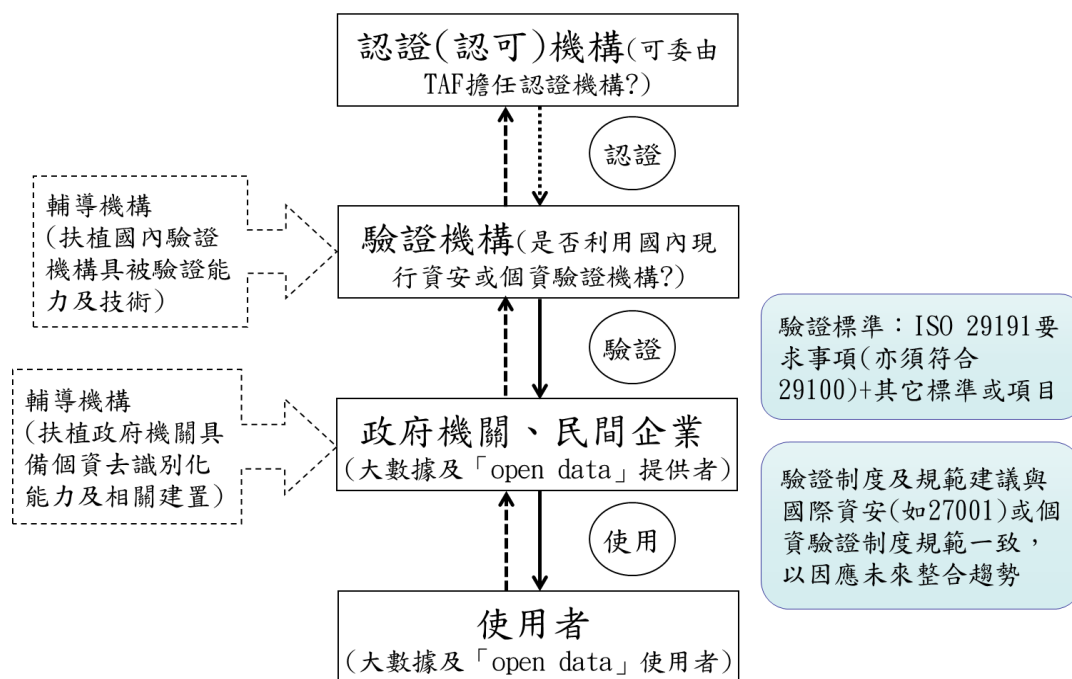 認證(認可)機構(可委由
TAF擔任認證機構?)
認證
輔導機構
(扶植國內驗證
機構具被驗證能
力及技術)
驗證機構(是否利用國內現
行資安或個資驗證機構?)
驗證
輔導機構
(扶植政府機關具
備個資去識別化
能力及相關建置)
政府機關、民間企業
(大數據及「open data」提供者)
使用
使用者
(大數據及「open data」使用者)
驗證標準：ISO 29191要
求事項(亦須符合
29100)+其它標準或項目
驗證制度及規範建議與
國際資安(如27001)或個
資驗證制度規範一致，
以因應未來整合趨勢